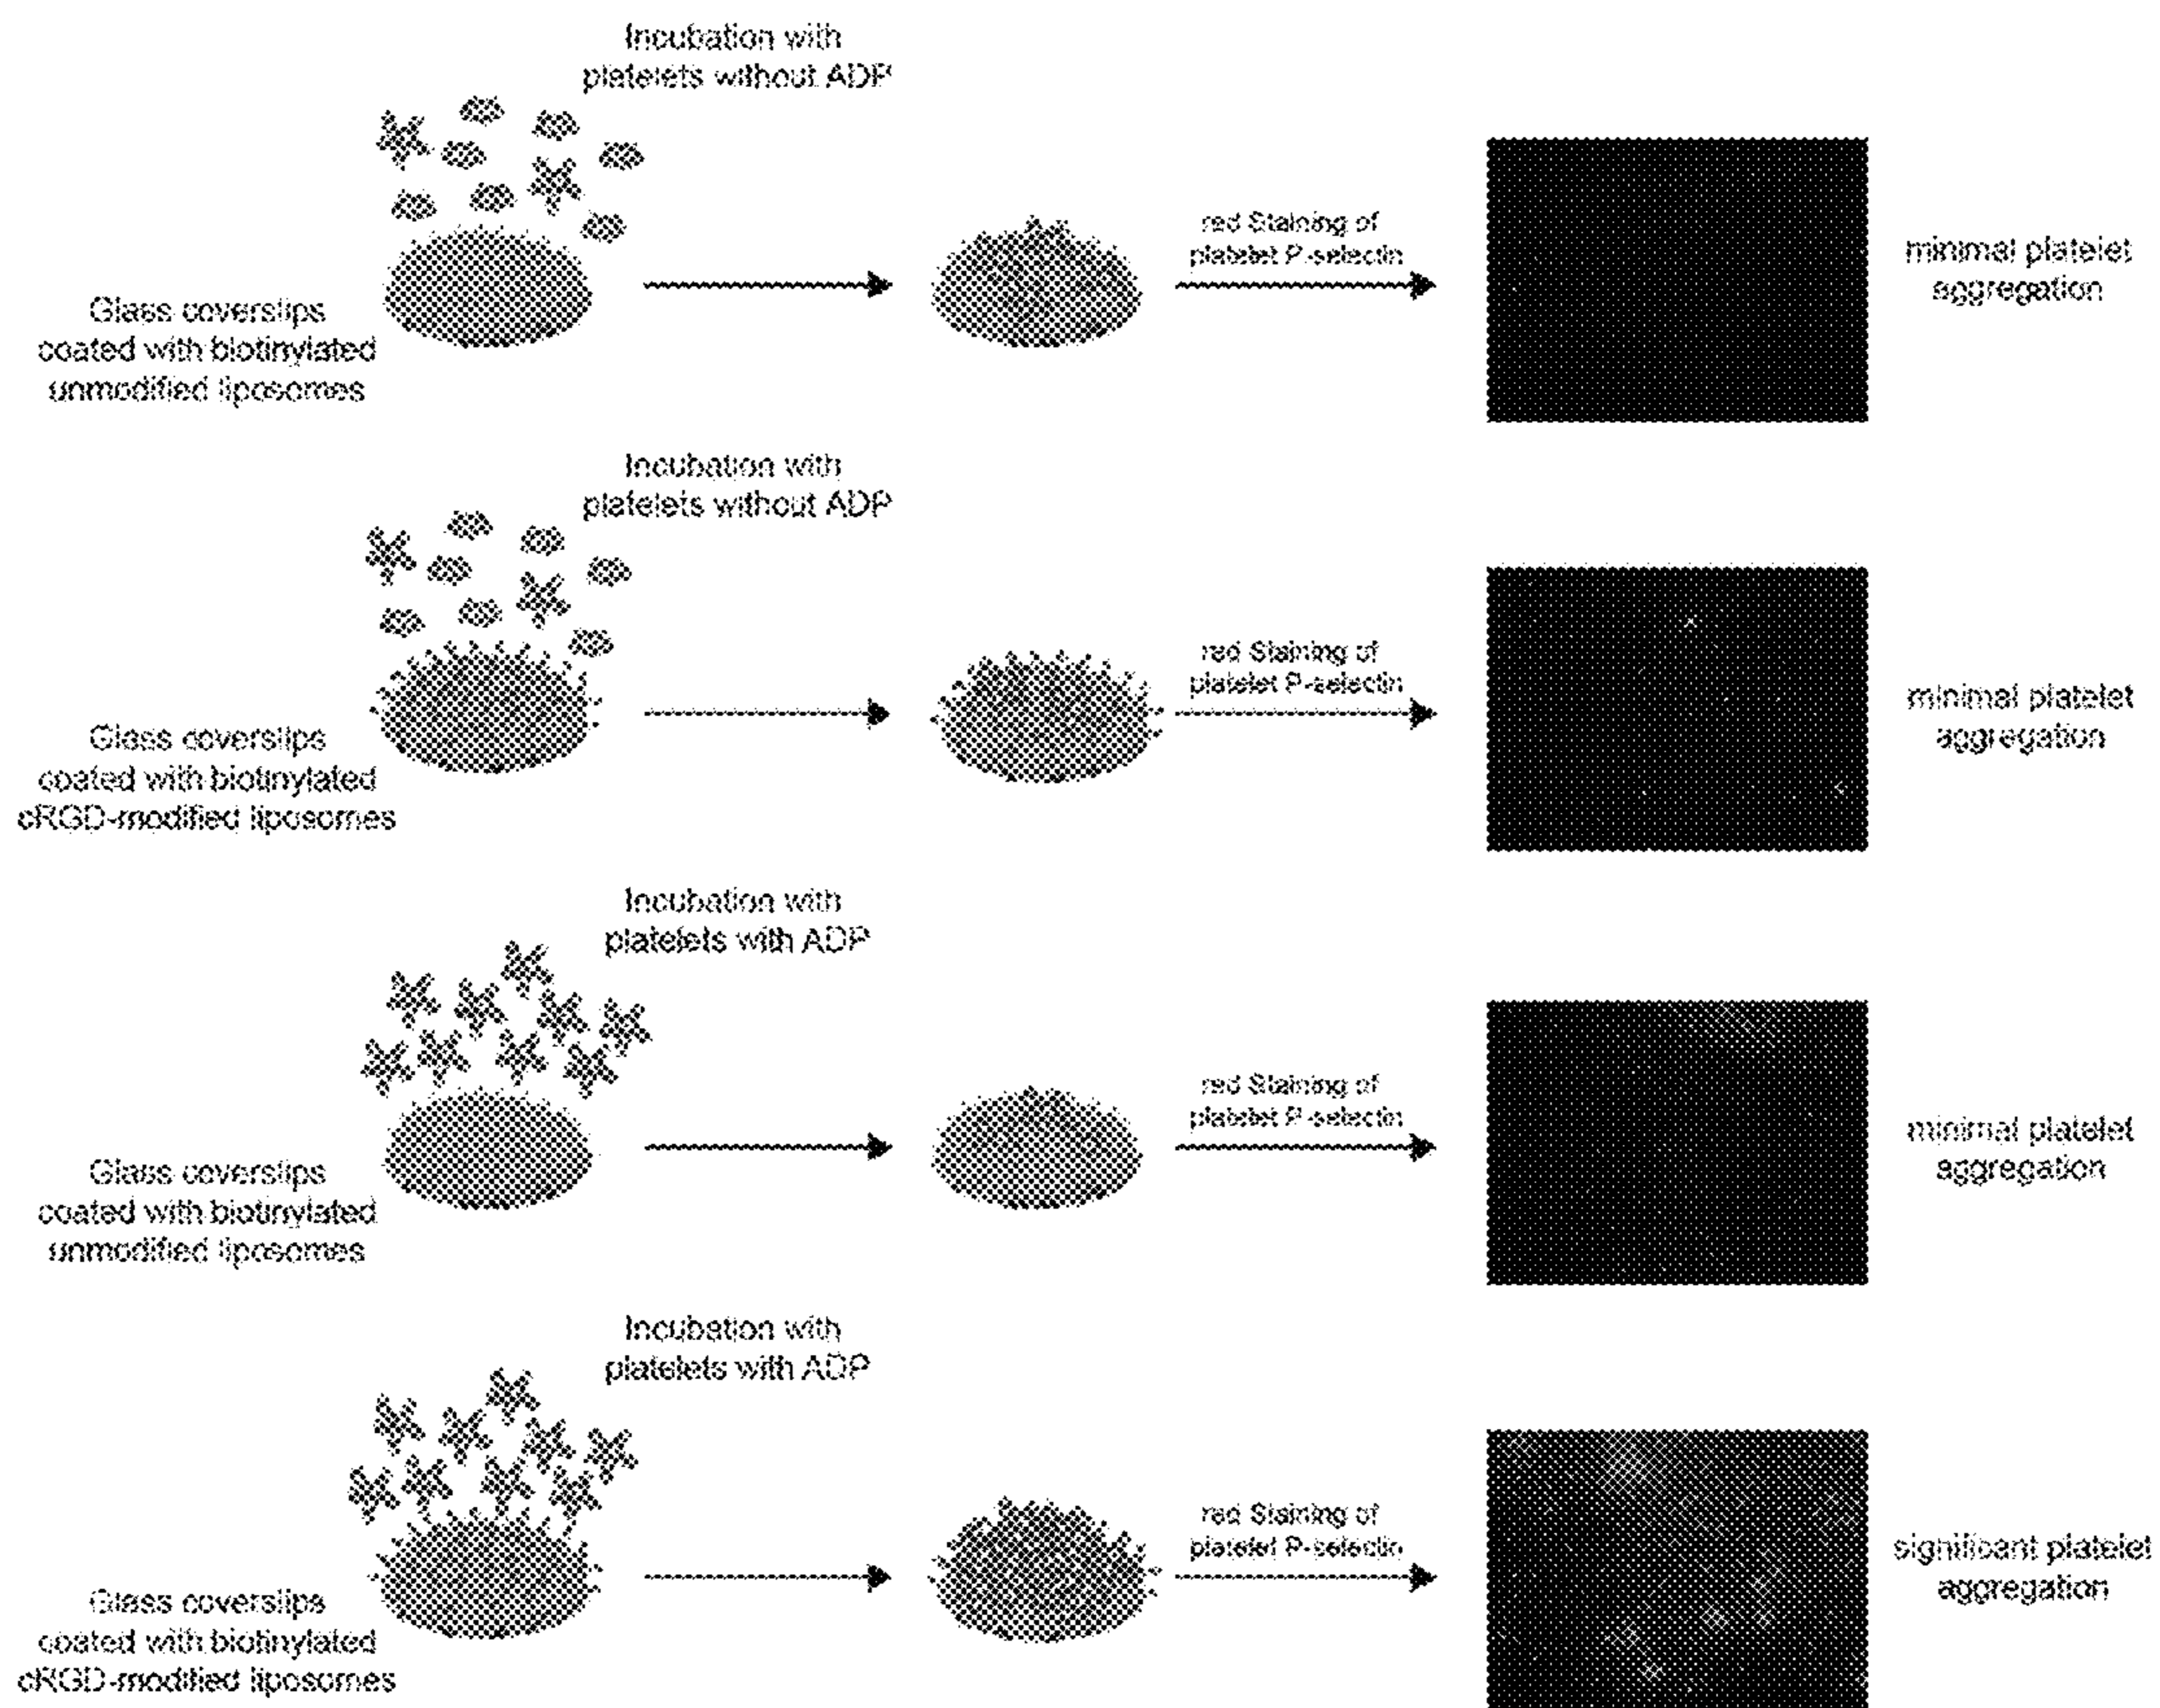 Incubation with
platelets without ADP
Glass coverslips
coated with biotinylated
unmodified liposomes
red Staining of
platelet P-selectin
minimal platelet
aggregation
Incubation with
platelets without ADP
Glass coverslips
coated with biotinylated
cRGD-modified liposomes
red Staining of
platelet P-selectin
minimal platelet
aggregation
Incubation with
platelets with ADP
Glass coverslips
coated with biotinylated
unmodified liposomes
red Staining of
platelet P-selectin
minimal platelet
aggregation
Incubation with
platelets with ADP
Glass coverslips
coated with biotinylated
cRGD-modified liposomes
red Staining of
platelet P-selectin
significant platelet
aggregation